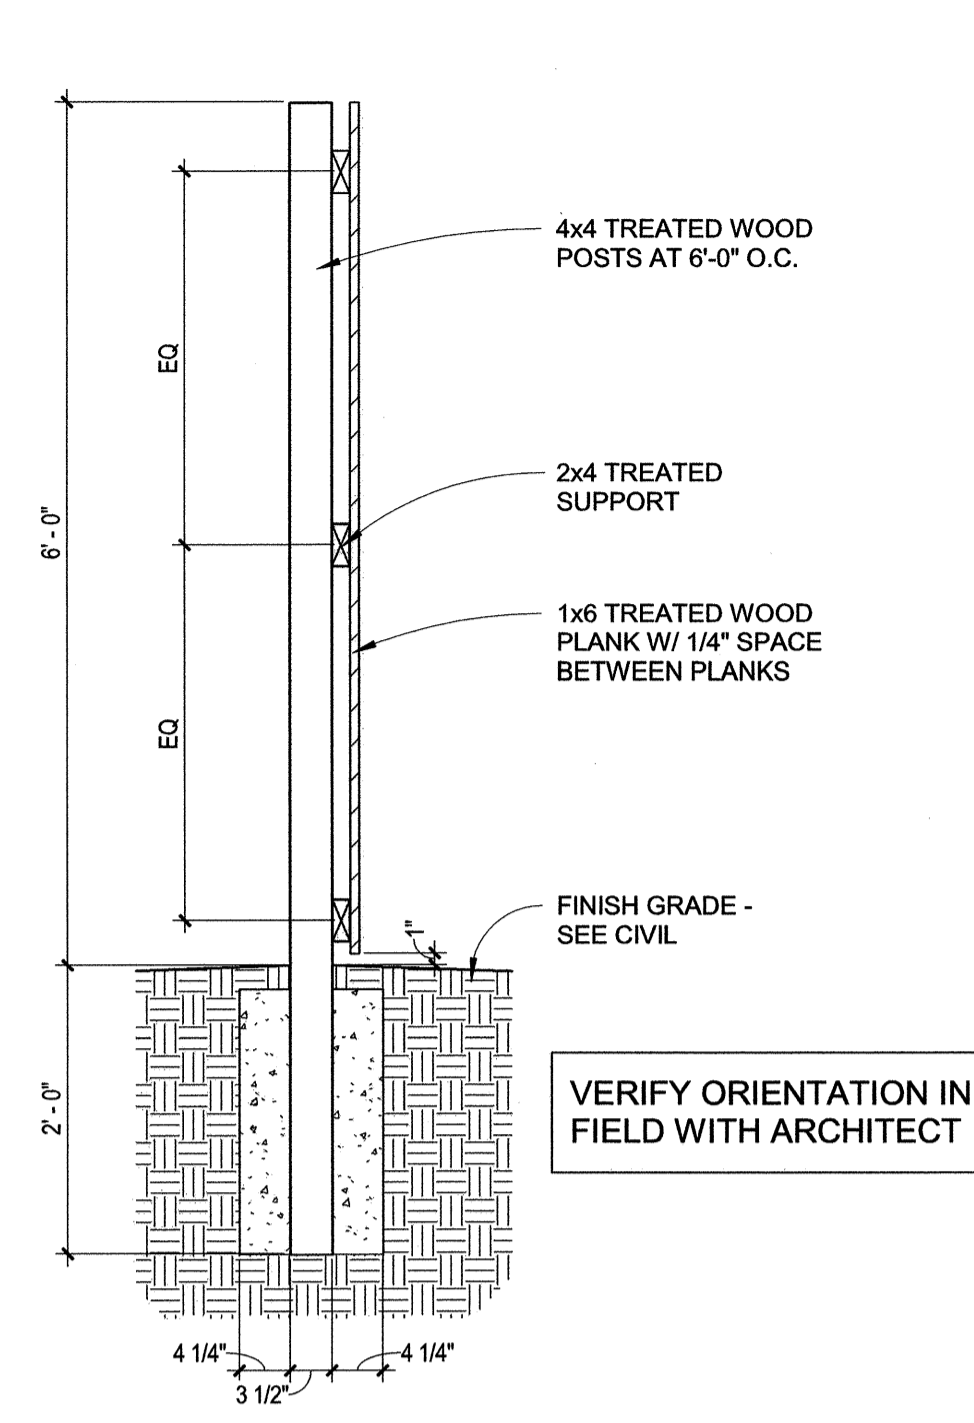 4x4 TREATED WOOD
POSTS AT 6'-0" O.C.
EQ
2x4 TREATED
SUPPORT
6' - 0"
1x6 TREATED WOOD
PLANK W/ 1/4" SPACE
BETWEEN PLANKS
EQ
FINISH GRADE -
SEE CIVIL
1"
2' - 0"
VERIFY ORIENTATION IN
FIELD WITH ARCHITECT
4 1/4"
4 1/4"
3 1/2"